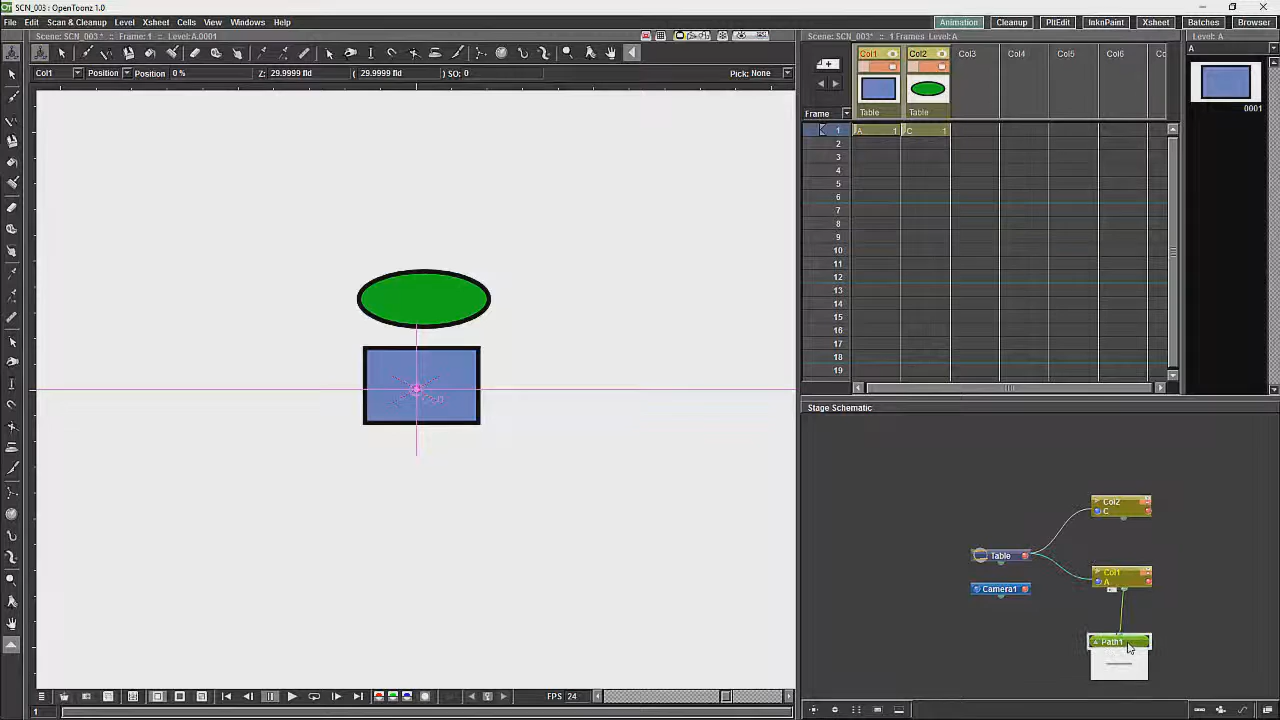 SCN_003 : OpenToonz 1.0
File Edit Scan & Cleanup Level Xsheet Cells View Windows Help
Animation Cleanup PltEdit InknPaint Xsheet Batches Browser
Scene: SCN_003* :: Frame: 1 :: Level:A.0001
Scene: SCN_003* :: 1 Frames Level:A
Level: A
A
Col1 Position Position 0 % Z: 29.9999 fld ( 29.9999 fld ) SO: 0 Pick: None
Col1 Col2 Col3 Col4 Col5 Col6
0001
Frame Table Table
1 A 1 C 1
2
3
4
5
6
7
8
9
10
11
12
13
14
15
16
17
18
19
Stage Schematic
Col2
C
Table
Col1
A
Camera1
Path1
FPS 24
1